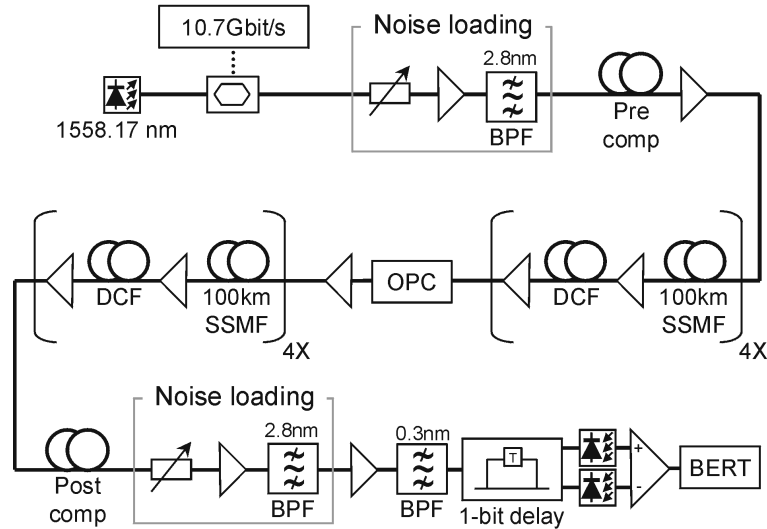 10.7Gbit/s
Noise loading
2.8nm
1558.17 nm
BPF
Pre
comp
DCF
100km
SSMF
4X
OPC
DCF
100km
SSMF
4X
Noise loading
2.8nm
0.3nm
T
+
-
BERT
Post
comp
BPF
BPF
1-bit delay